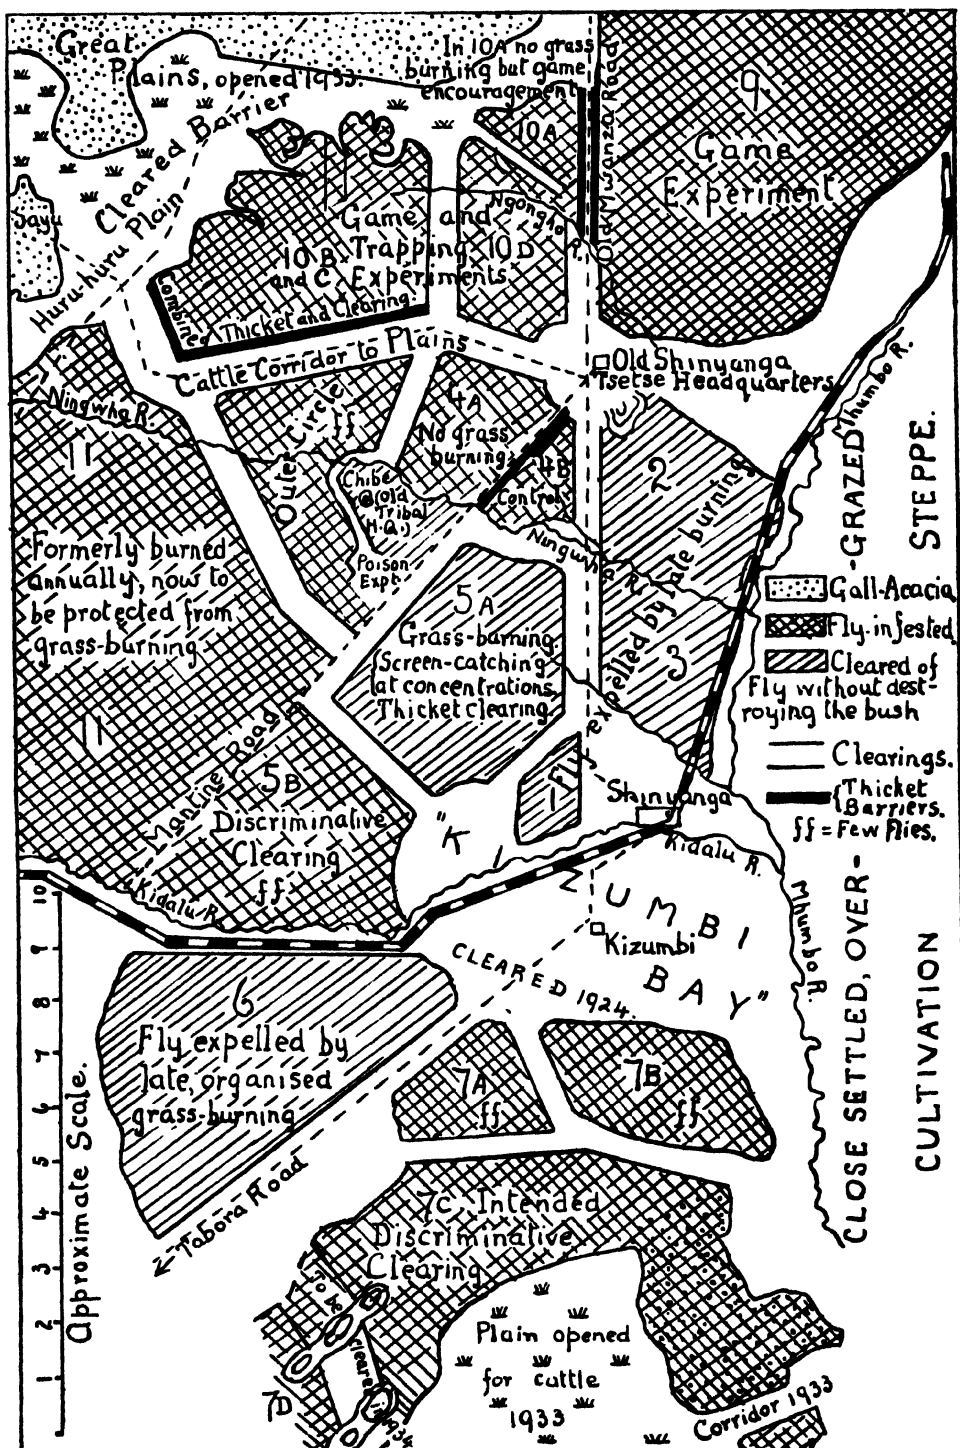 Great
Plains, opened 1933.
In 10A no grass
burning but game
encouragement
Old Mwanza Road
Cleared Barrier
Huru-huru Plain
Sayu
10A
9
Game
Experiment
Ngongho R.
Game and
Trapping 10D
10B
and C Experiments
Combined
Thicket and Clearing.
Cattle Corridor to Plains
Old Shinyanga
Tsetse Headquarters
Mhumbo R.
Ningwha R.
11
Outer Circle
ff
4A
No grass
burning
4B
Control
Chibe
(Old
Tribal
H.Q.)
Poison
Expt.
Ningwha R.
2
3
Fly expelled by late burning
1
Formerly burned
annually, now to
be protected from
grass-burning
11
5A
Grass-burning
Screen-catching
at concentrations
Thicket clearing
Manline Road
5B
Discriminative
Clearing
ff
Kidalu R.
Shinyanga
Kidalu R.
"KIZUMBI
BAY"
Kizumbi
CLEARED 1924.
Mhumbo R.
6
Fly expelled by
late, organised
grass-burning
7A
ff
7B
ff
Tabora Road
7C Intended
Discriminative
Clearing
To be
cleared
in 1934
7D
Plain opened
for cattle
1933
Corridor 1933
Gall-Acacia
Fly-infested
Cleared of
Fly without dest-
roying the bush
Clearings.
Thicket
Barriers.
ff = Few Flies.
CLOSE SETTLED, OVER-GRAZED
CULTIVATION STEPPE.
Approximate Scale.
10
9
8
7
6
5
4
3
2
1